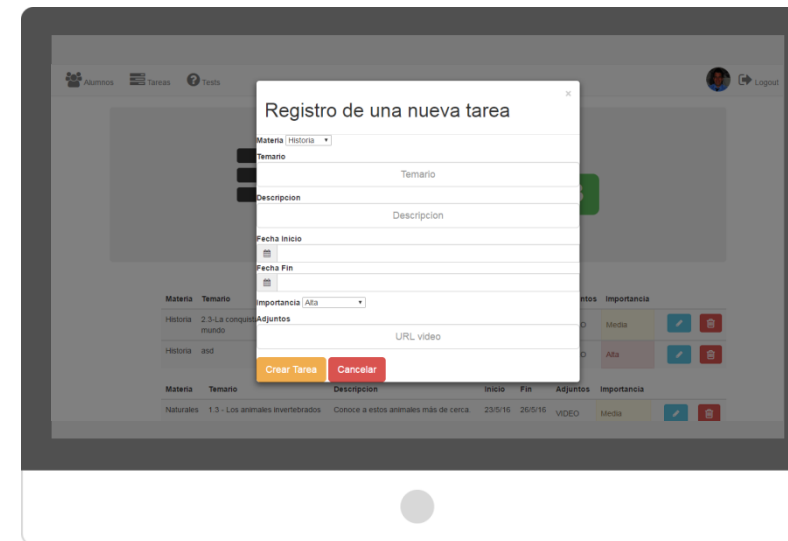 Alumnos Tareas Tests Logout
×
Registro de una nueva tarea
Materia Historia
Temario
Temario
Descripcion
Descripcion
Fecha Inicio
Fecha Fin
Importancia Alta
Adjuntos
URL video
Crear Tarea Cancelar
Materia Temario Importancia
Historia 2.3-La mundo Media
Historia asd Alta
Materia Temario Descripcion Inicio Fin Adjuntos Importancia
Naturales 1.3 - Los animales invertebrados Conoce a estos animales más de cerca. 23/5/16 26/5/16 VIDEO Media